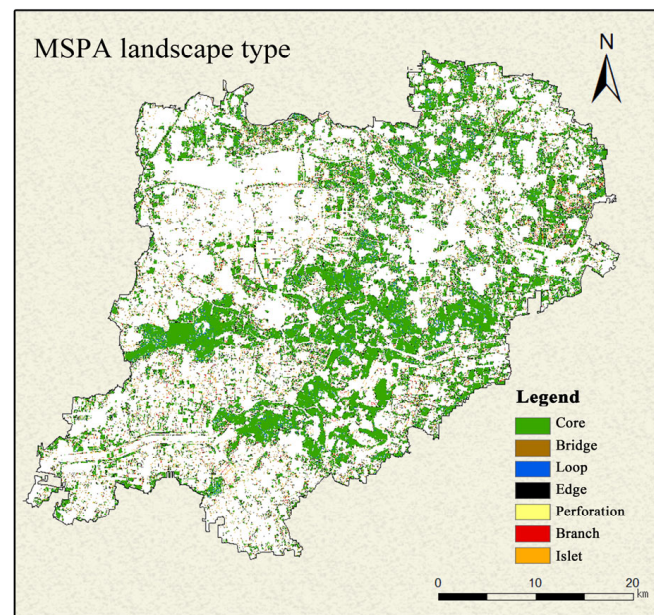 MSPA landscape type
N
Legend
Core
Bridge
Loop
Edge
Perforation
Branch
Islet
0 10 20
km